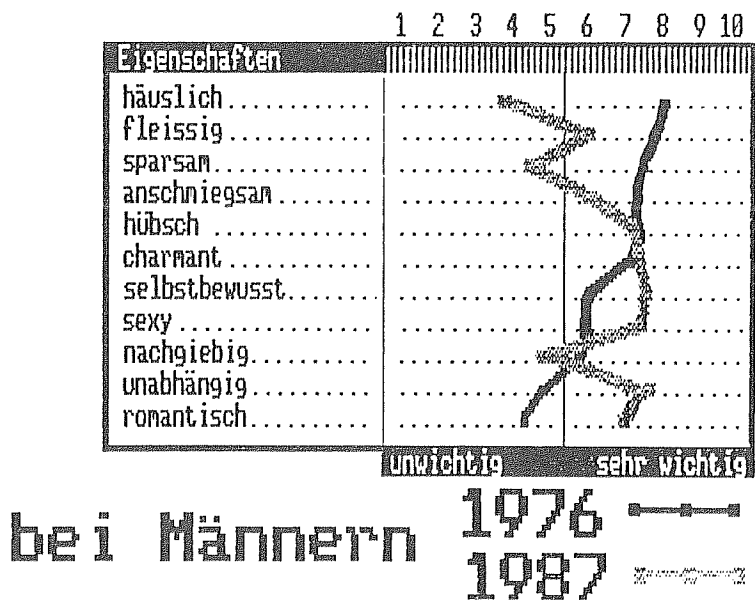 1 2 3 4 5 6 7 8 9 10
Eigenschaften
häuslich............
fleissig............
sparsam............
anschmiegsam........
hübsch ............
charmant............
selbstbewusst.......
sexy ............
nachgiebig..........
unabhängig..........
romantisch..........
unwichtig sehr wichtig
bei Männern
1976
1987